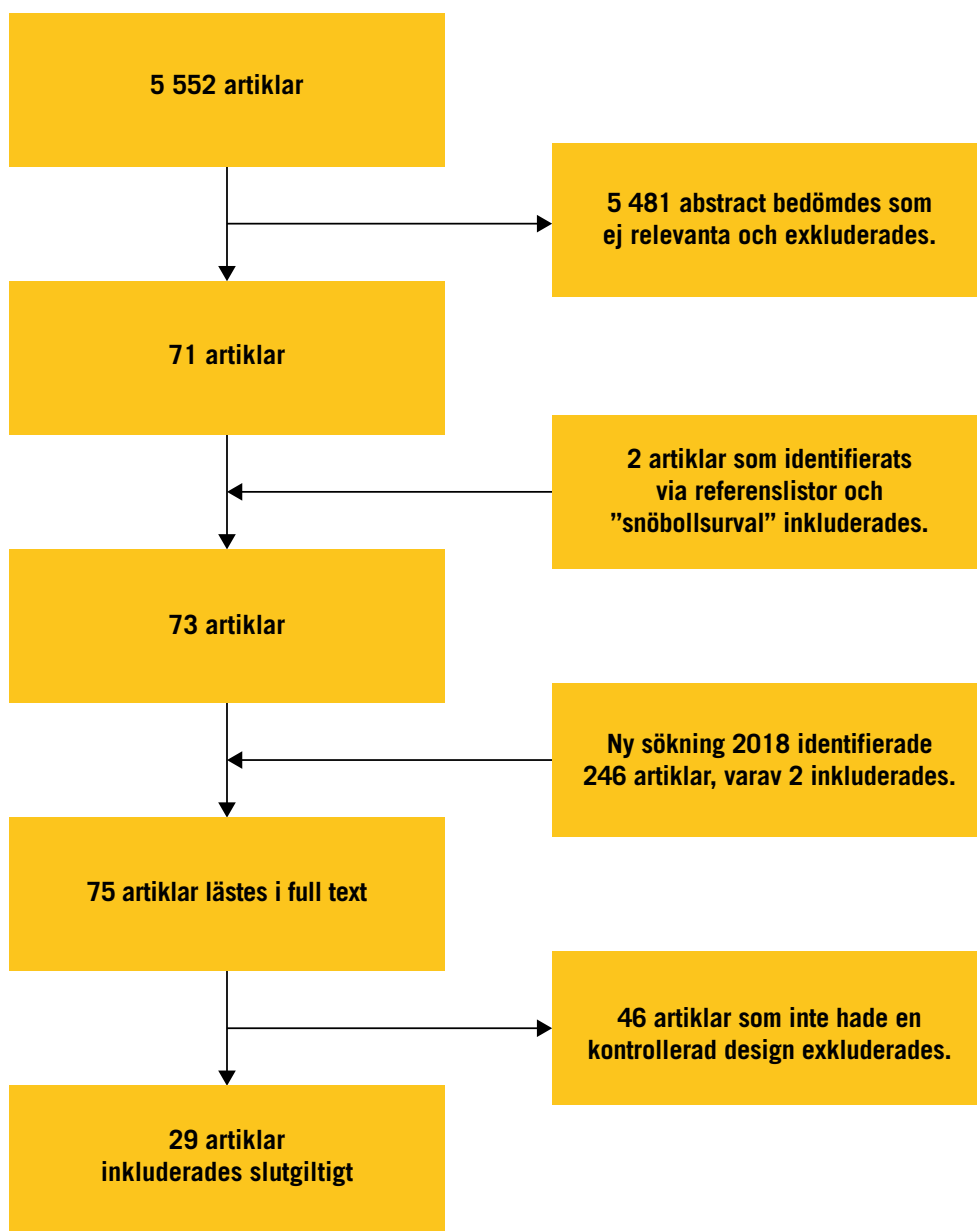 5 552 artiklar
5 481 abstract bedömdes som
ej relevanta och exkluderades.
71 artiklar
2 artiklar som identifierats
via referenslistor och
”snöbollsurval” inkluderades.
73 artiklar
Ny sökning 2018 identifierade
246 artiklar, varav 2 inkluderades.
75 artiklar lästes i full text
46 artiklar som inte hade en
kontrollerad design exkluderades.
29 artiklar
inkluderades slutgiltigt